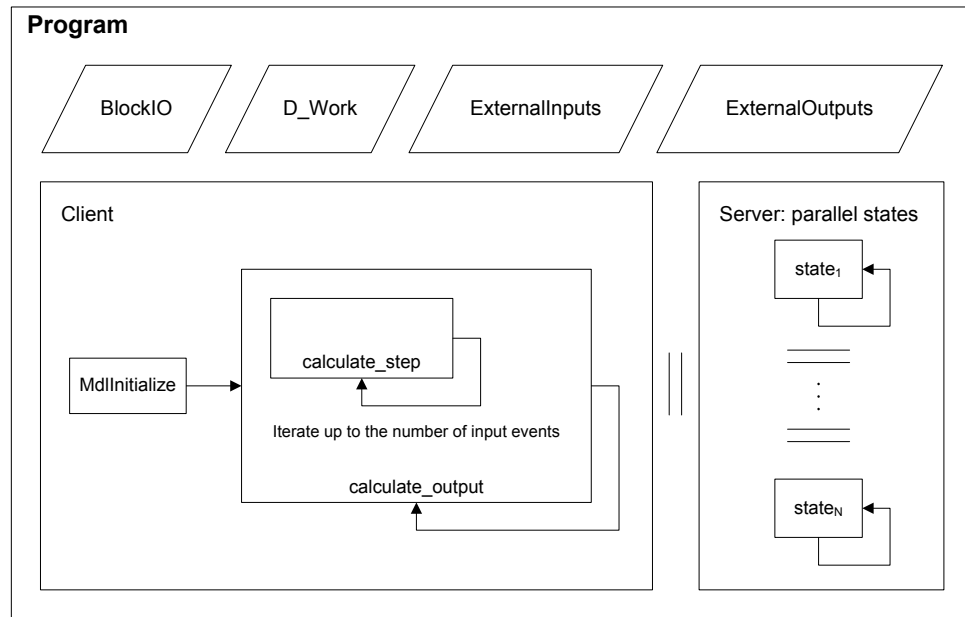 Program
BlockIO
D_Work
ExternalInputs
ExternalOutputs
Client
Server: parallel states
state₁
calculate_step
MdlInitialize
Iterate up to the number of input events
calculate_output
stateN